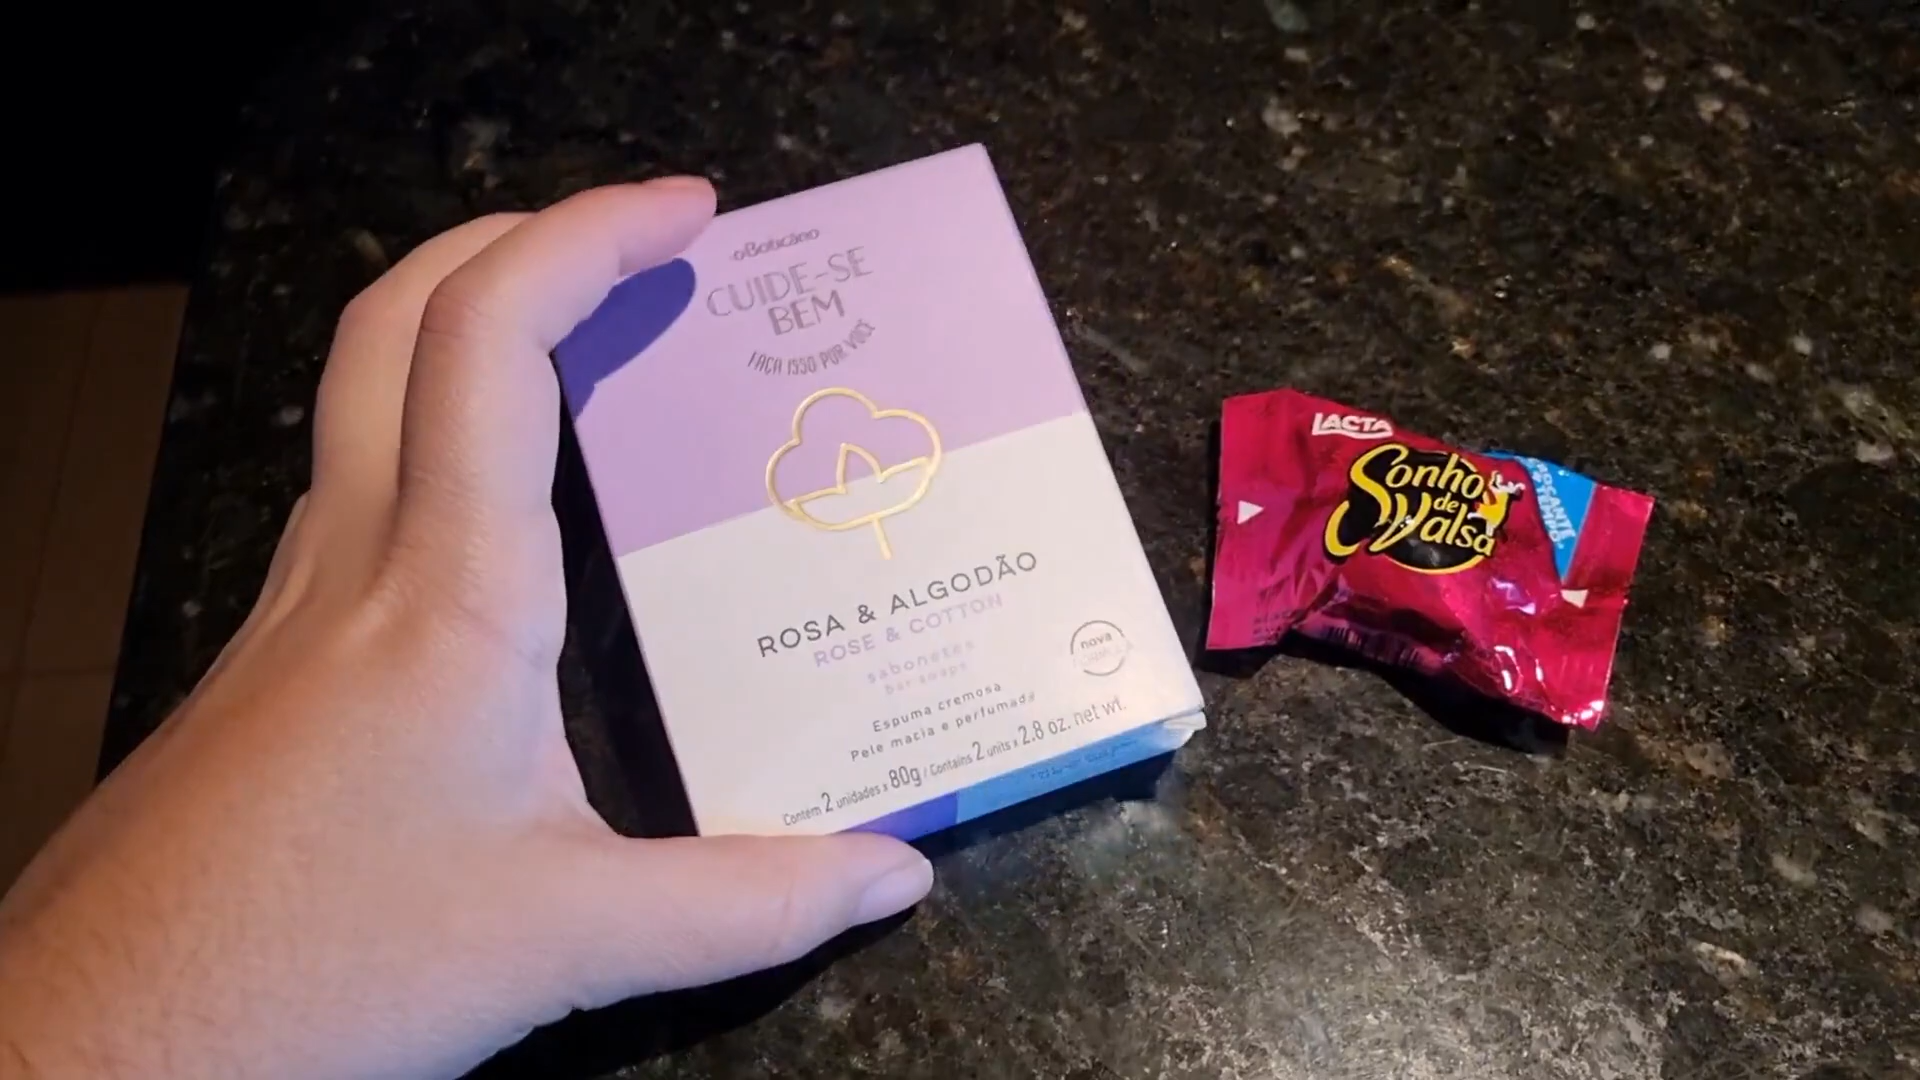 oBoticário
CUIDE-SE
BEM
FAÇA ISSO POR VOCÊ
ROSA & ALGODÃO
ROSE & COTTON
sabonetes
bar soaps
nova
FÓRMULA
Espuma cremosa
Pele macia e perfumada
Contém 2 unidades x 80g / Contains 2 units x 2.8 oz. net wt.
LACTA
Sonho
de
Valsa